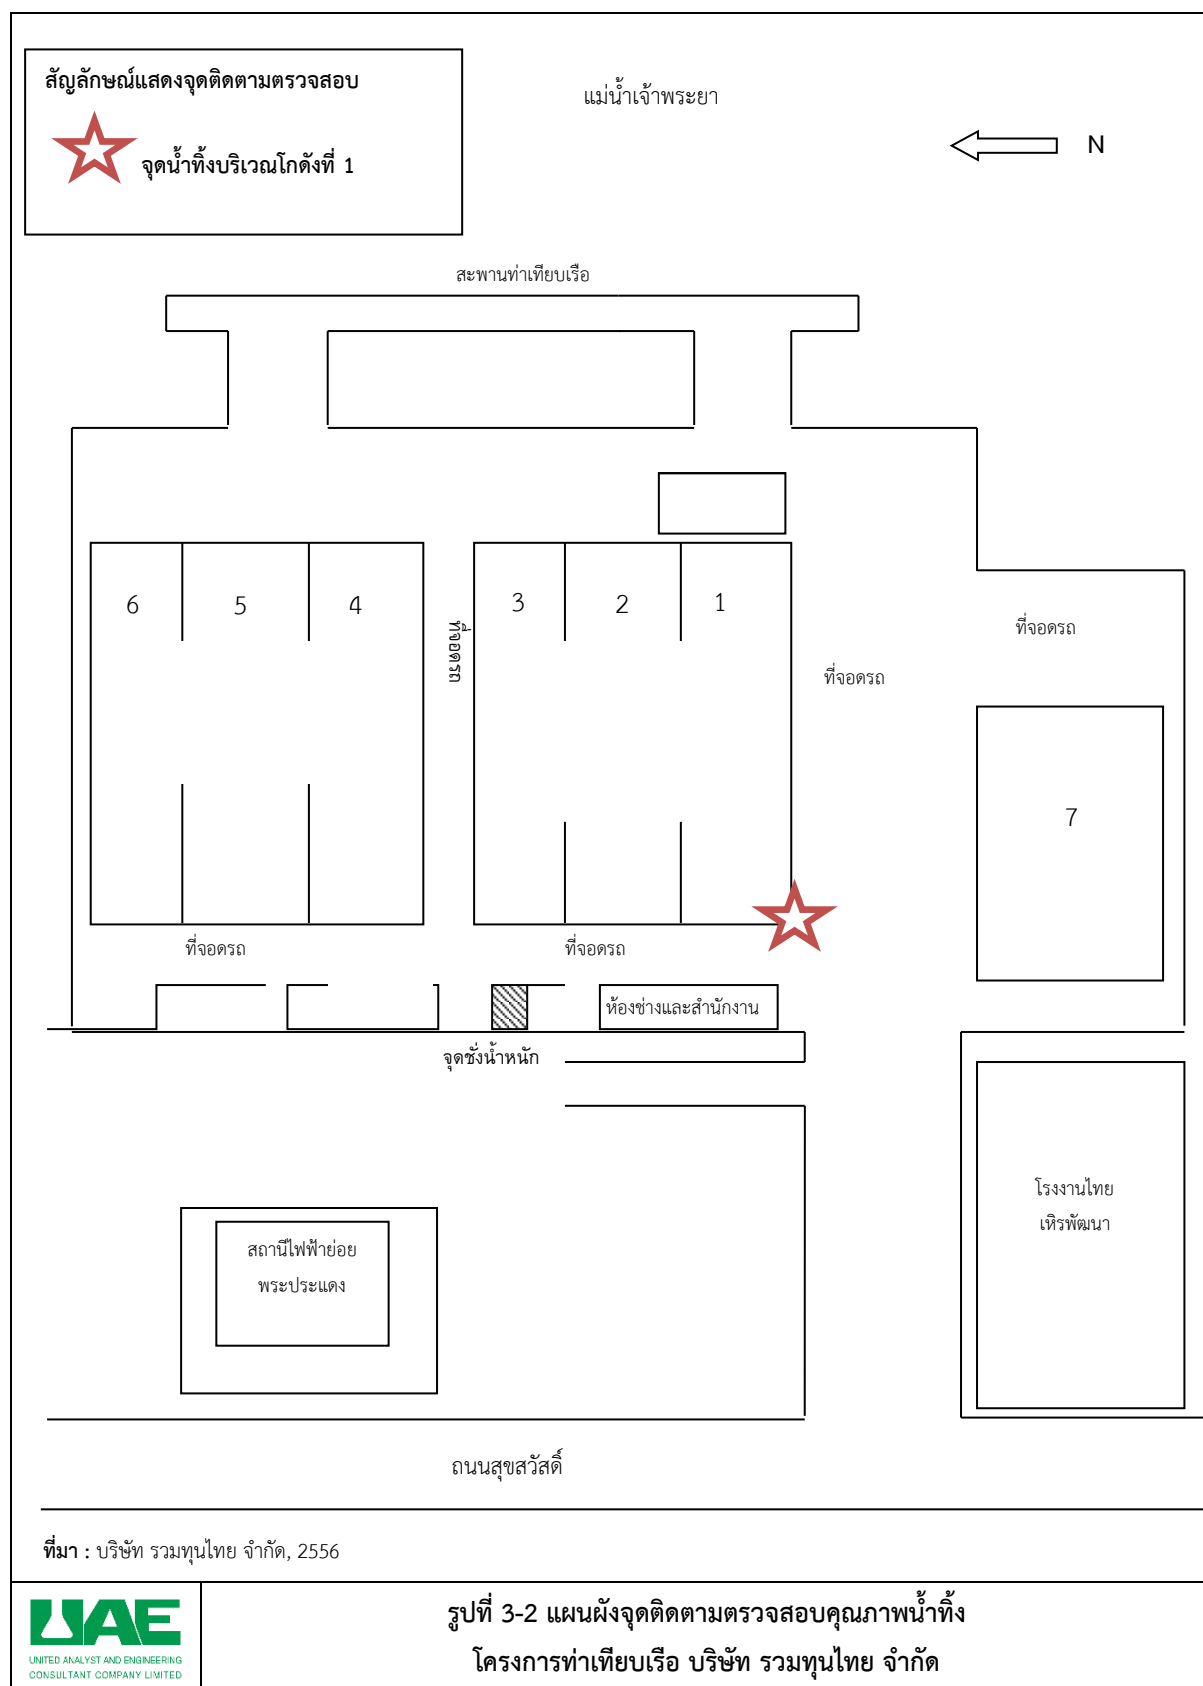 สัญลักษณ์แสดงจุดติดตามตรวจสอบ
จุดน้ำทิ้งบริเวณโกดังที่ 1
แม่น้ำเจ้าพระยา
N
สะพานท่าเทียบเรือ
6
5
4
3
2
1
ที่จอดรถ
ที่จอดรถ
ที่จอดรถ
7
ที่จอดรถ
ที่จอดรถ
ห้องช่างและสำนักงาน
จุดชั่งน้ำหนัก
โรงงานไทย
เหิรพัฒนา
สถานีไฟฟ้าย่อย
พระประแดง
ถนนสุขสวัสดิ์
ที่มา : บริษัท รวมทุนไทย จำกัด, 2556
UAE
UNITED ANALYST AND ENGINEERING
CONSULTANT COMPANY LIMITED
รูปที่ 3-2 แผนผังจุดติดตามตรวจสอบคุณภาพน้ำทิ้ง
โครงการท่าเทียบเรือ บริษัท รวมทุนไทย จำกัด